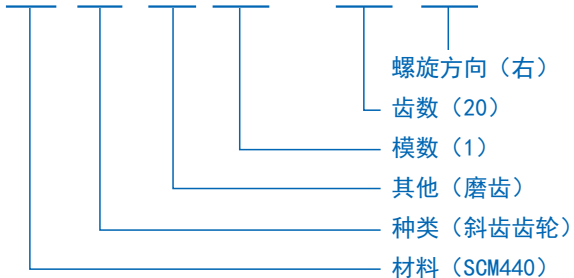 螺旋方向（右）
齿数（20）
模数（1）
其他（磨齿）
种类（斜齿齿轮）
材料（SCM440）